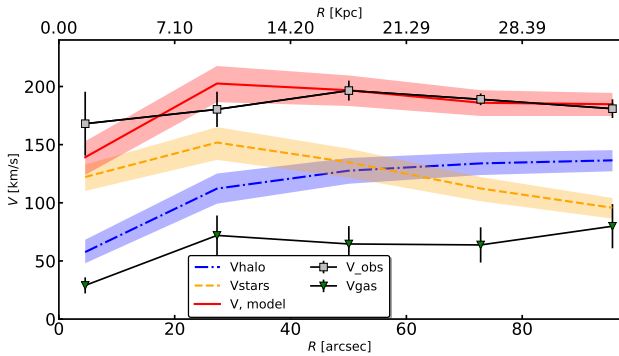 R [Kpc]
0.00 7.10 14.20 21.29 28.39
200
150
100
50
0
V [km/s]
Vhalo V_obs
Vstars Vgas
V, model
0 20 40 60 80
R [arcsec]